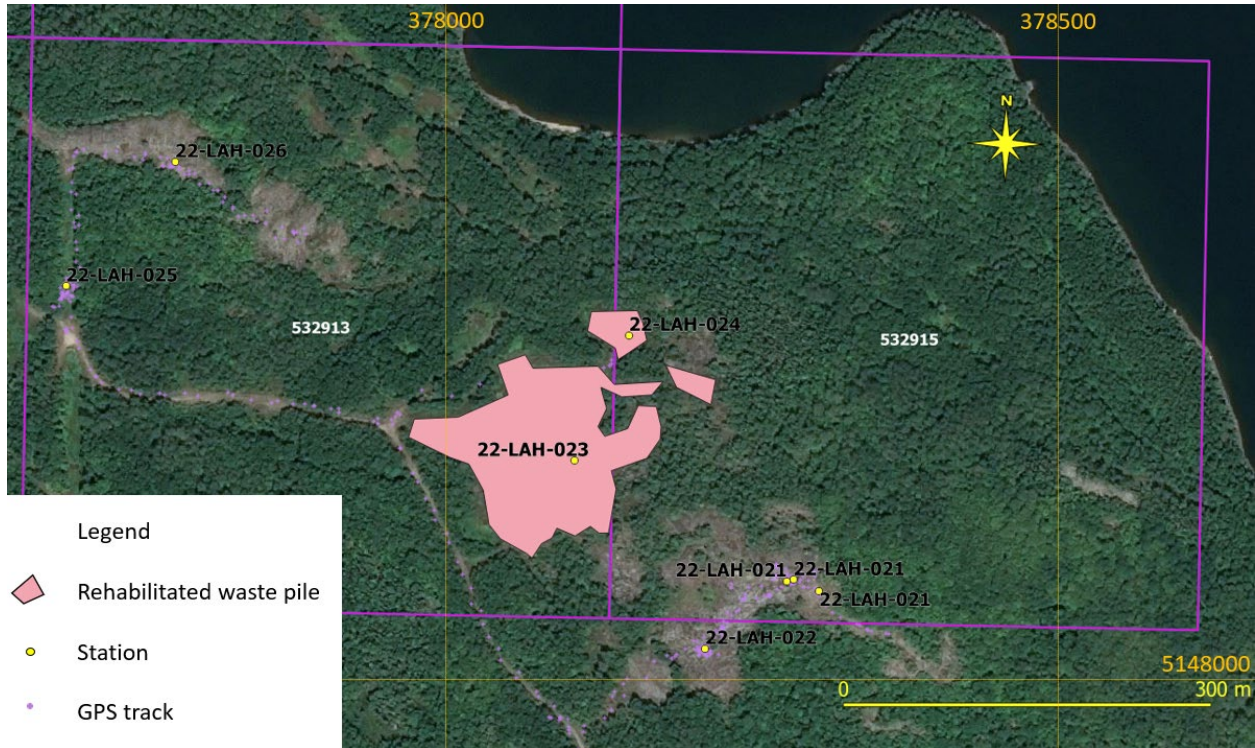 378000
378500
N
22-LAH-026
22-LAH-025
532913
22-LAH-024
532915
22-LAH-023
22-LAH-021
22-LAH-021
22-LAH-021
22-LAH-022
5148000
0
300 m
Legend
Rehabilitated waste pile
Station
GPS track